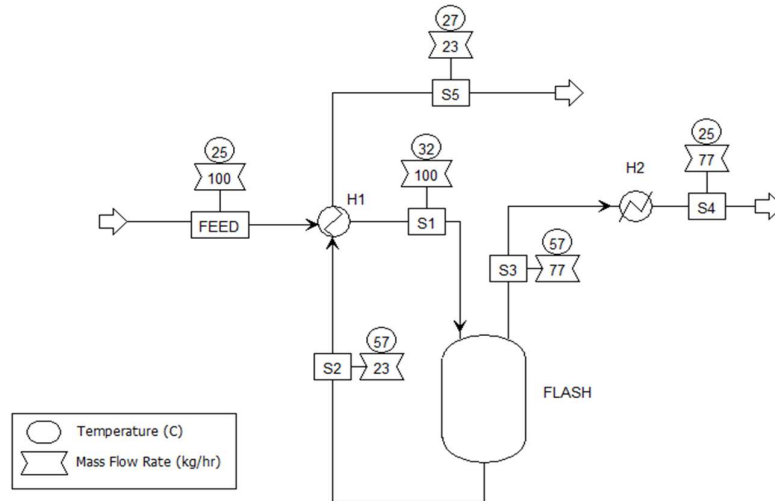 27
23
S5
25
100
FEED
H1
32
100
S1
H2
25
77
S4
S3
57
77
S2
57
23
FLASH
Temperature (C)
Mass Flow Rate (kg/hr)